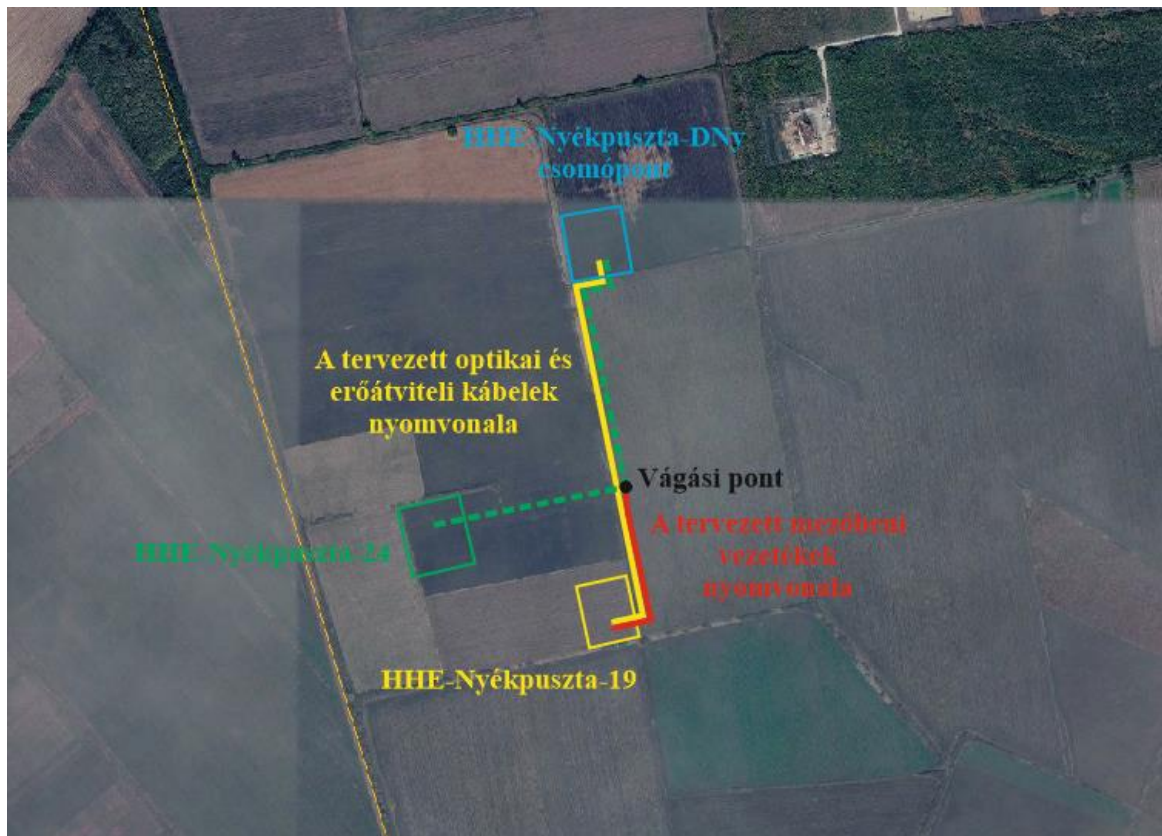 HHE-Nyékpuszta-DNy
csomópont
A tervezett optikai és
erőátviteli kábelek
nyomvonala
Vágási pont
A tervezett mezőbeni
vezetékek
nyomvonala
HHE-Nyékpuszta-24
HHE-Nyékpuszta-19